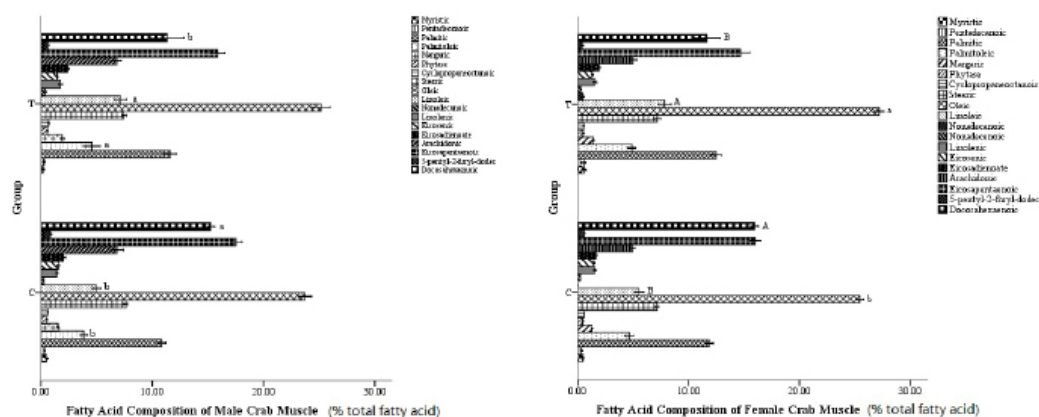 Myristic
Pentadecanoic
Palmitic
Palmitoleic
Margaric
Phytase
Cyclopropaneoctanoic
Stearic
Oleic
Linoleic
Nonadecanoic
Linolenic
Eicosenic
Eicosadienoate
Arachidonic
Eicosapentaenoic
5-pentyl-2-furyl-dodec
Docosahexaenoic
b
T
a
a
Group
a
C
b
b
0.00
10.00
20.00
30.00
Fatty Acid Composition of Male Crab Muscle (% total fatty acid)
Myristic
Pentadecanoic
Palmitic
Palmitoleic
Margaric
Phytase
Cyclopropaneoctanoic
Stearic
Oleic
Linoleic
Nonadecanoic
Nonadecanoic
Linolenic
Eicosenic
Eicosadienoate
Arachidonic
Eicosapentaenoic
5-pentyl-2-furyl-dodec
Docosahexaenoic
B
T
A
a
Group
A
C
B
b
0.00
10.00
20.00
30.00
Fatty Acid Composition of Female Crab Muscle (% total fatty acid)